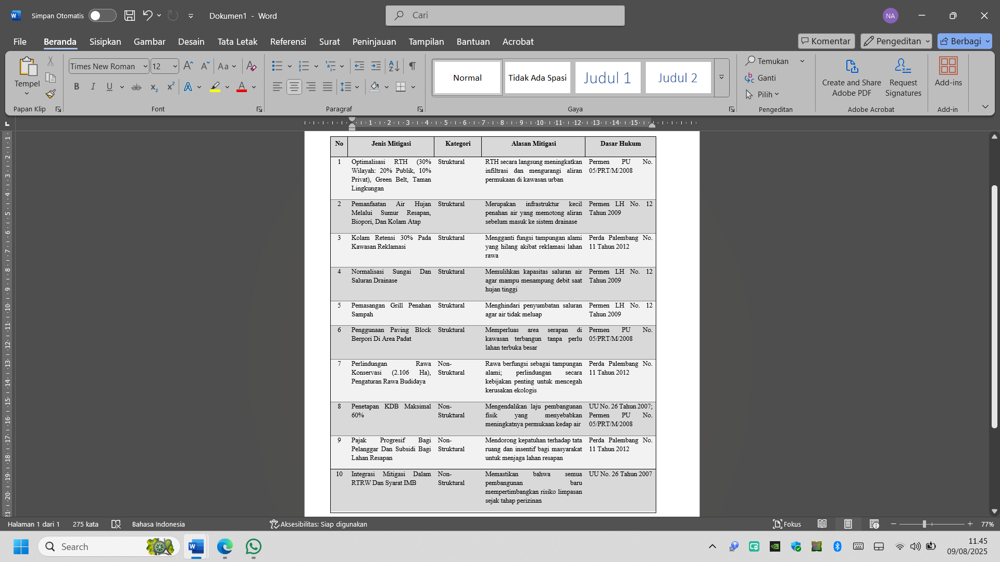 Simpan Otomatis
Dokumen1 - Word
Cari
NA
File Beranda Sisipkan Gambar Desain Tata Letak Referensi Surat Peninjauan Tampilan Bantuan Acrobat
Komentar Pengeditan Berbagi
Tempel
Papan Klip
Times New Roman 12
Font
Paragraf
Normal
Tidak Ada Spasi
Judul 1
Judul 2
Gaya
Temukan
Ganti
Pilih
Pengeditan
Create and Share
Adobe PDF
Request
Signatures
Adobe Acrobat
Add-ins
Add-in
1 2 3 4 5 6 7 8 9 10 11 12 13 14 15
No Jenis Mitigasi Kategori Alasan Mitigasi Dasar Hukum
1 Optimalisasi RTH (30% Struktural RTH secara langsung meningkatkan Permen PU No.
Wilayah: 20% Publik, 10% infiltrasi dan mengurangi aliran 05/PRT/M/2008
Privat), Green Belt, Taman permukaan di kawasan urban
Lingkungan
2 Pemanfaatan Air Hujan Struktural Merupakan infrastruktur kecil Permen LH No. 12
Melalui Sumur Resapan, penahan air yang memotong aliran Tahun 2009
Biopori, Dan Kolam Atap sebelum masuk ke sistem drainase
3 Kolam Retensi 30% Pada Struktural Mengganti fungsi tampungan alami Perda Palembang No.
Kawasan Reklamasi yang hilang akibat reklamasi lahan 11 Tahun 2012
rawa
4 Normalisasi Sungai Dan Struktural Memulihkan kapasitas saluran air Permen LH No. 12
Saluran Drainase agar mampu menampung debit saat Tahun 2009
hujan tinggi
5 Pemasangan Grill Penahan Struktural Menghindari penyumbatan saluran Permen LH No. 12
Sampah agar air tidak meluap Tahun 2009
6 Penggunaan Paving Block Struktural Memperluas area serapan di Permen PU No.
Berpori Di Area Padat kawasan terbangun tanpa perlu 05/PRT/M/2008
lahan terbuka besar
7 Perlindungan Rawa Non- Rawa berfungsi sebagai tampungan Perda Palembang No.
Konservasi (2.106 Ha), Struktural alami; perlindungan secara 11 Tahun 2012
Pengaturan Rawa Budidaya kebijakan penting untuk mencegah
kerusakan ekologis
8 Penetapan KDB Maksimal Non- Mengendalikan laju pembangunan UU No. 26 Tahun 2007;
60% Struktural fisik yang menyebabkan Permen PU No.
meningkatnya permukaan kedap air 05/PRT/M/2008
9 Pajak Progresif Bagi Non- Mendorong kepatuhan terhadap tata Perda Palembang No.
Pelanggar Dan Subsidi Bagi Struktural ruang dan insentif bagi masyarakat 11 Tahun 2012
Lahan Resapan untuk menjaga lahan resapan
10 Integrasi Mitigasi Dalam Non- Memastikan bahwa semua UU No. 26 Tahun 2007
RTRW Dan Syarat IMB Struktural pembangunan baru
mempertimbangkan risiko limpasan
sejak tahap perizinan
Halaman 1 dari 1 275 kata Bahasa Indonesia Aksesibilitas: Siap digunakan Fokus 77%
Search
11.45
09/08/2025